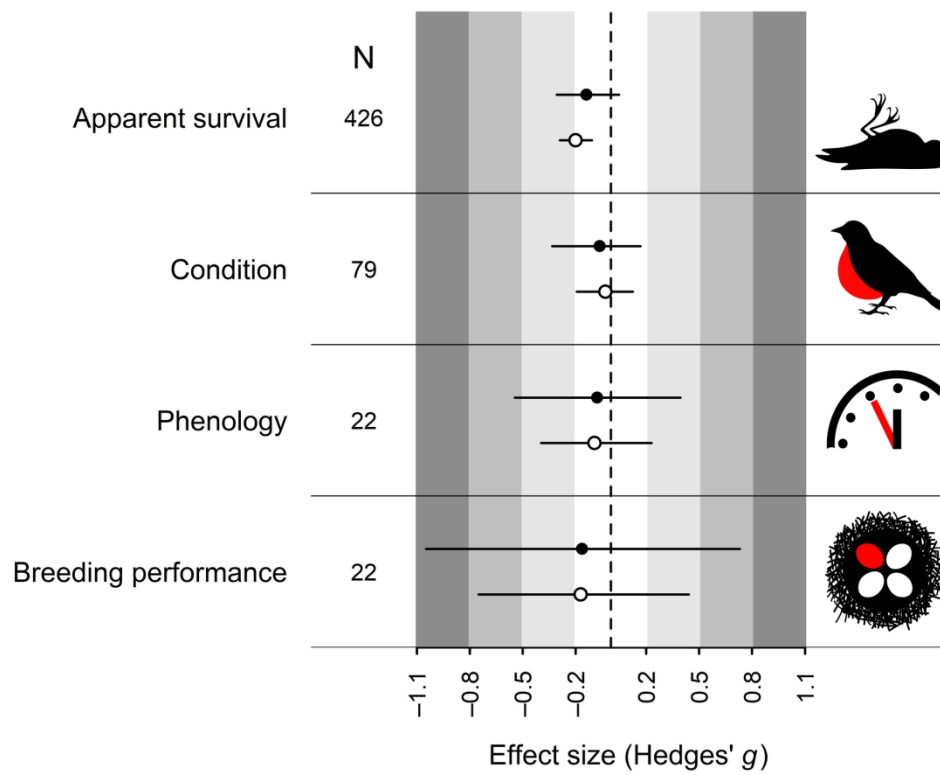 N
Apparent survival 426
Condition 79
Phenology 22
Breeding performance 22
−1.1 −0.8 −0.5 −0.2 0.2 0.5 0.8 1.1
Effect size (Hedges' g)